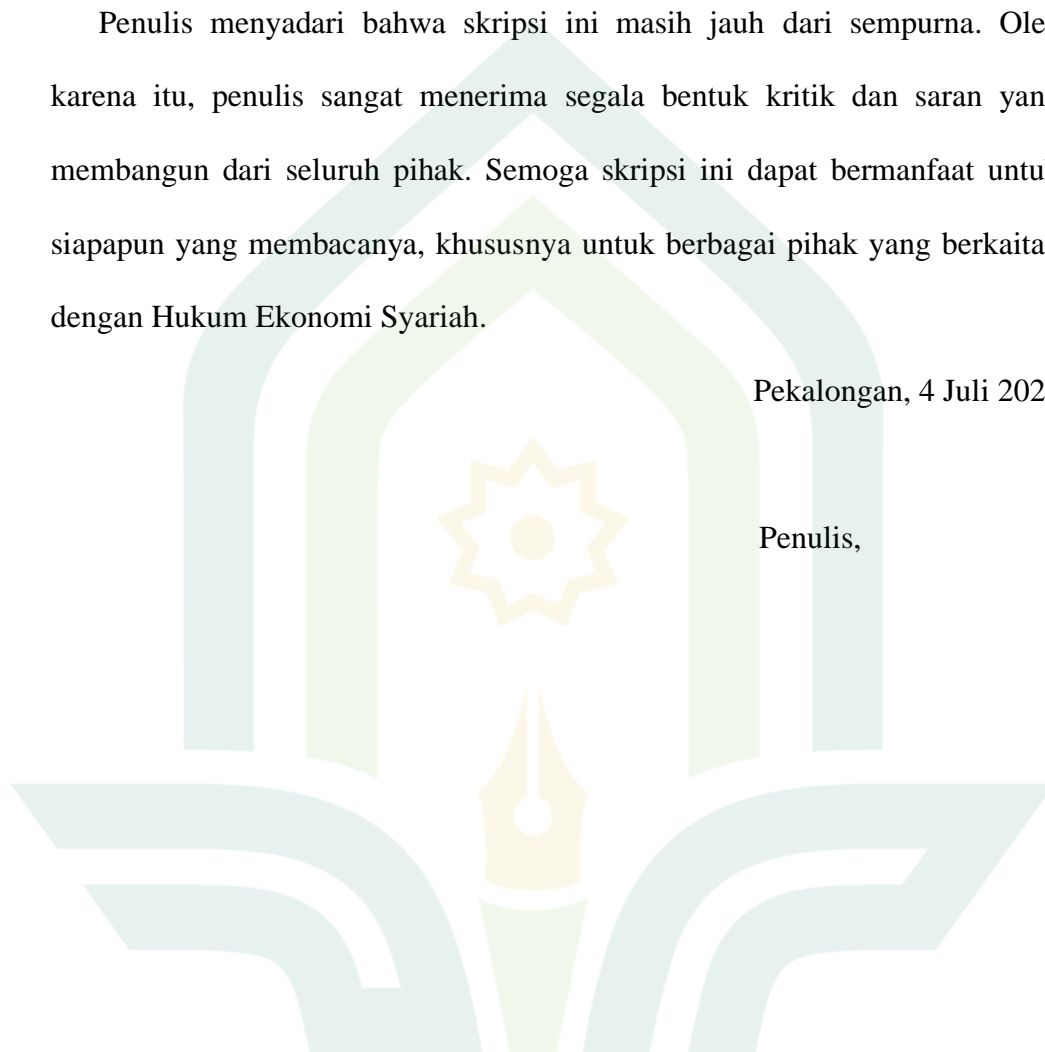 Penulis menyadari bahwa skripsi ini masih jauh dari sempurna. Ole
karena itu, penulis sangat menerima segala bentuk kritik dan saran yan
membangun dari seluruh pihak. Semoga skripsi ini dapat bermanfaat untu
siapapun yang membacanya, khususnya untuk berbagai pihak yang berkaita
dengan Hukum Ekonomi Syariah.
Pekalongan, 4 Juli 202
Penulis,